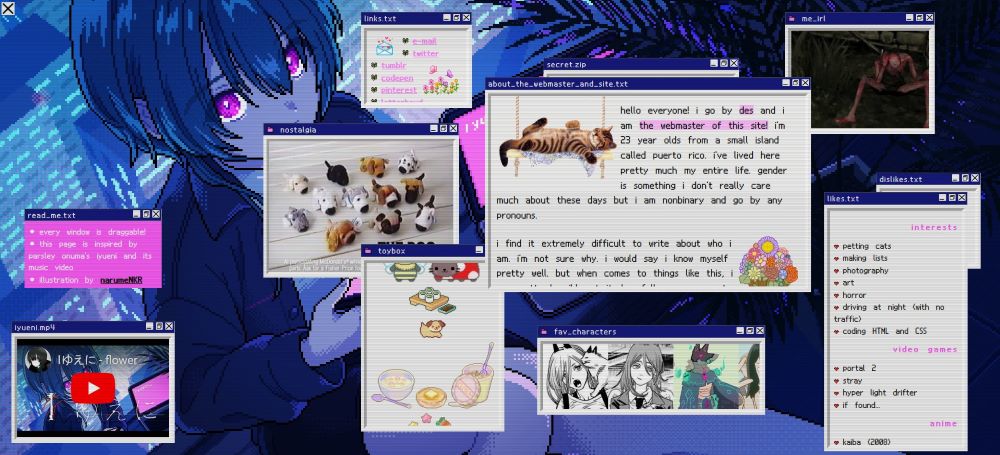 links.txt
e-mail
twitter
tumblr
codepen
pinterest
nostalgia
read_me.txt
every window is draggable!
this page is inspired by
parsley onuma's iyueni and its
music video
illustration by narumeNKR
iyueni.mp4
Iゆえに - flower
toybox
secret.zip
about_the_webmaster_and_site.txt
hello everyone! i go by des and i
am the webmaster of this site! i'm
23 year olds from a small island
called puerto rico. i've lived here
pretty much my entire life. gender
is something i don't really care
much about these days but i am nonbinary and go by any
pronouns.
i find it extremely difficult to write about who i
am. i'm not sure why. i would say i know myself
pretty well. but when comes to things like this, i
fav_characters
me_irl
dislikes.txt
likes.txt
interests
petting cats
making lists
photography
art
horror
driving at night (with no
traffic)
coding HTML and CSS
video games
portal 2
stray
hyper light drifter
if found...
anime
kaiba (2008)